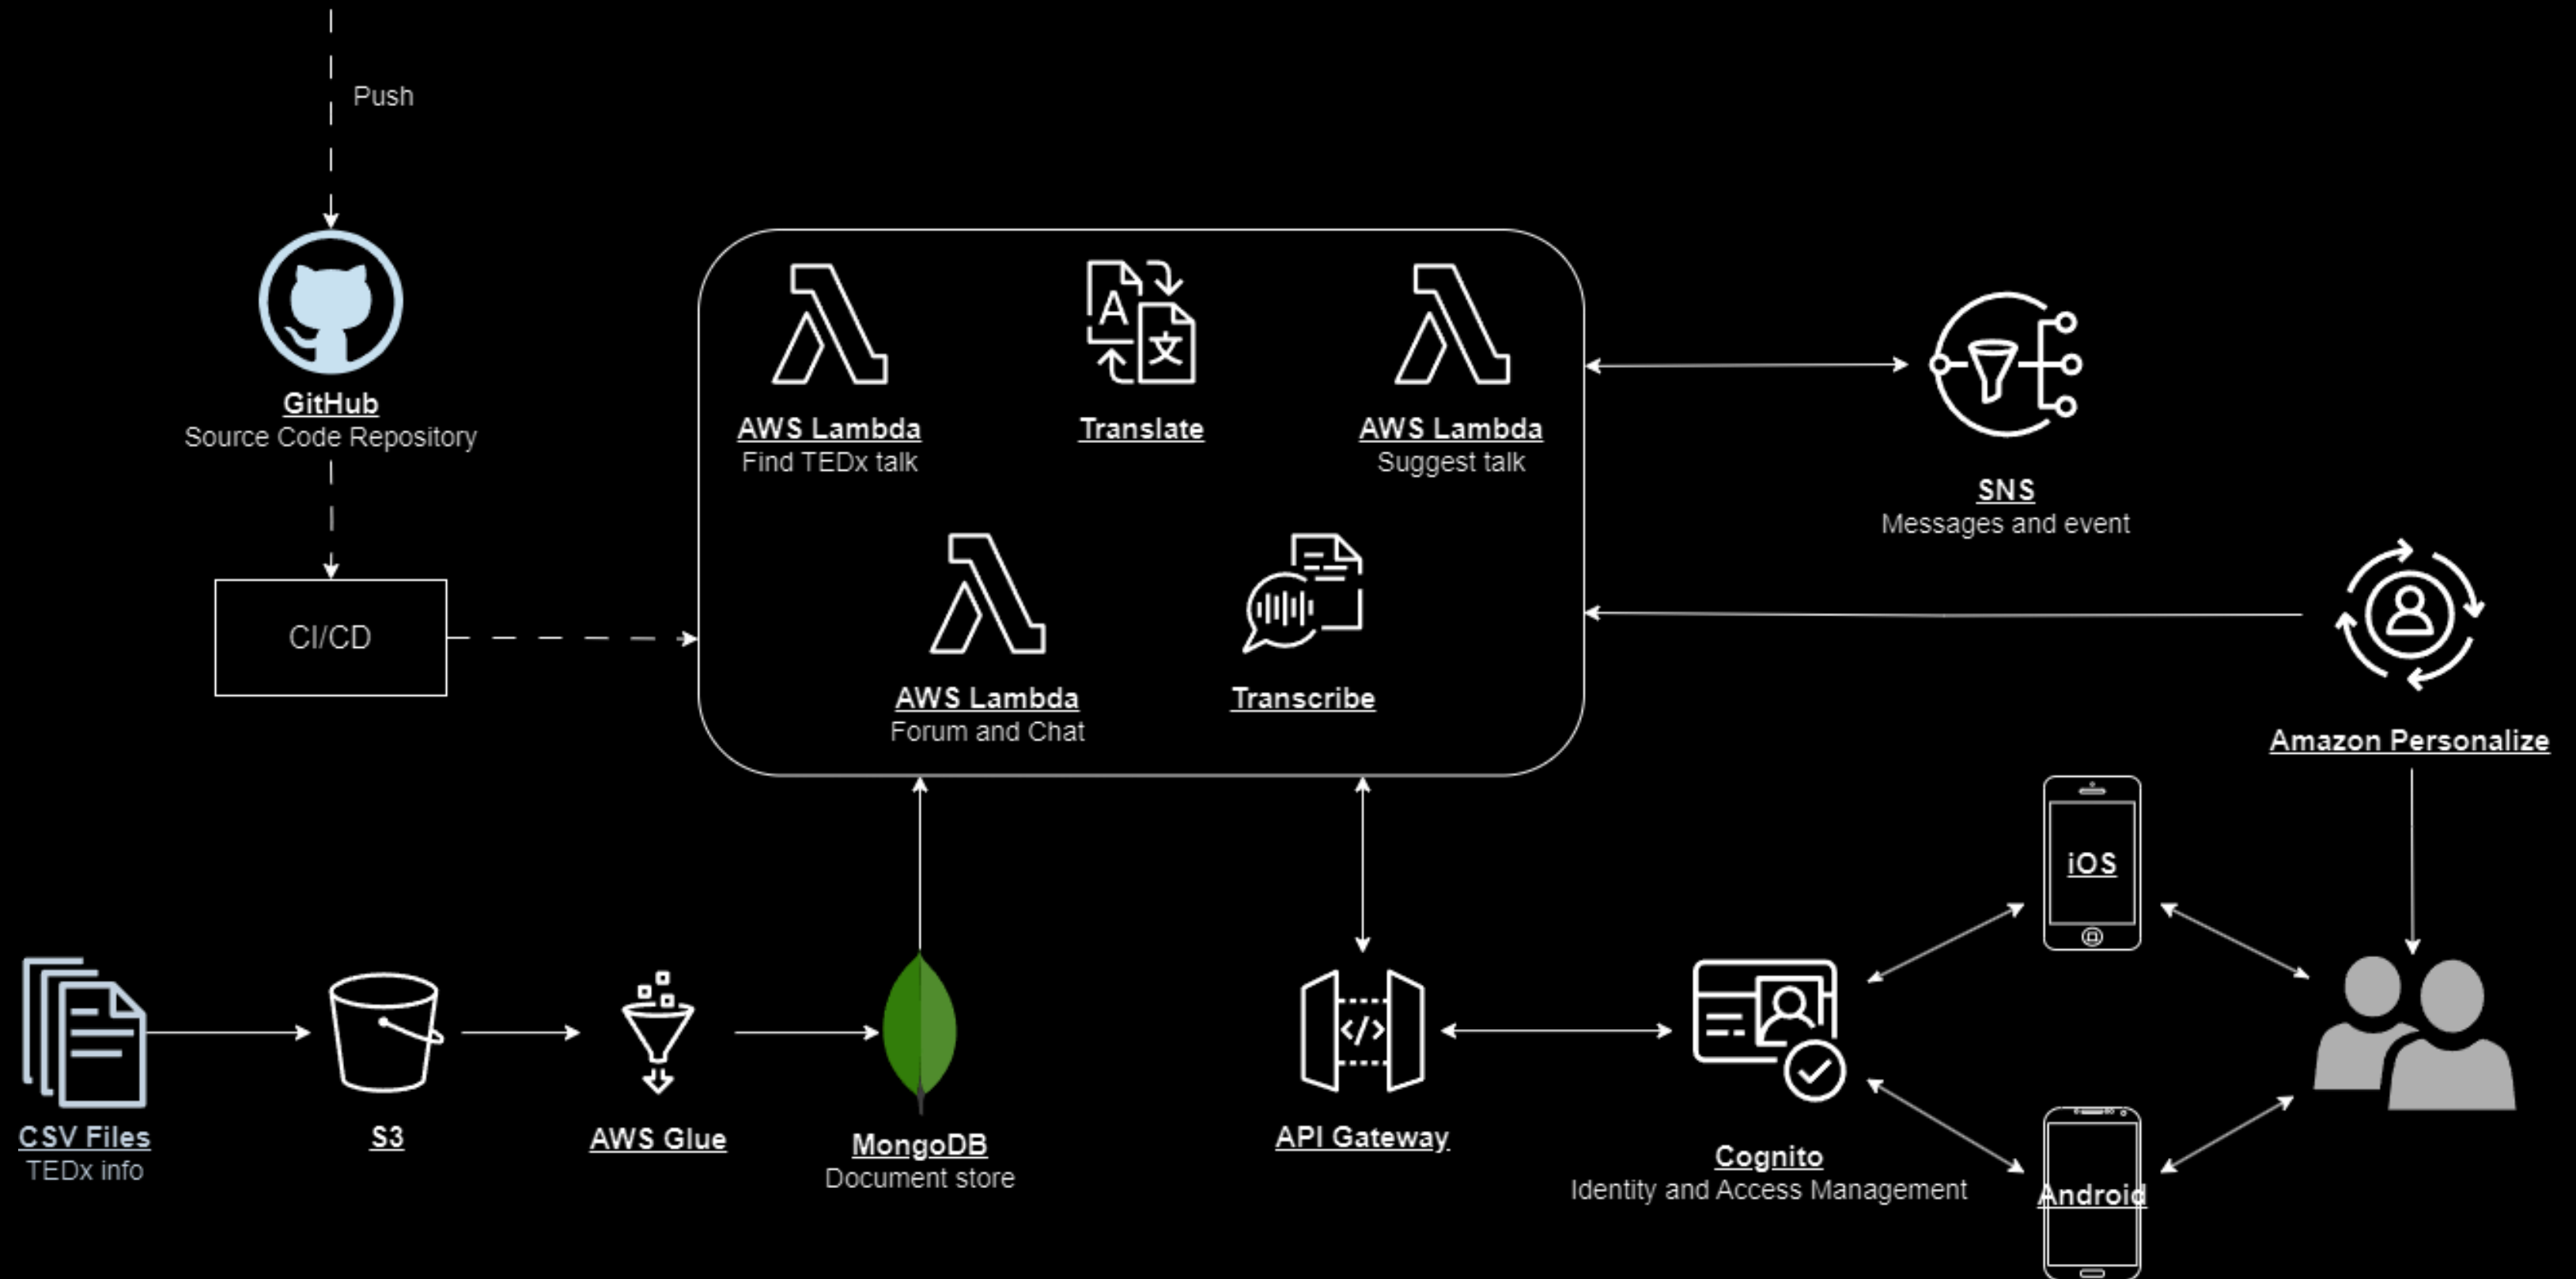 Push
GitHub
Source Code Repository
CI/CD
AWS Lambda
Find TEDx talk
Translate
AWS Lambda
Suggest talk
AWS Lambda
Forum and Chat
Transcribe
SNS
Messages and event
Amazon Personalize
CSV Files
TEDx info
S3
AWS Glue
MongoDB
Document store
API Gateway
Cognito
Identity and Access Management
iOS
Android
A
文
</>